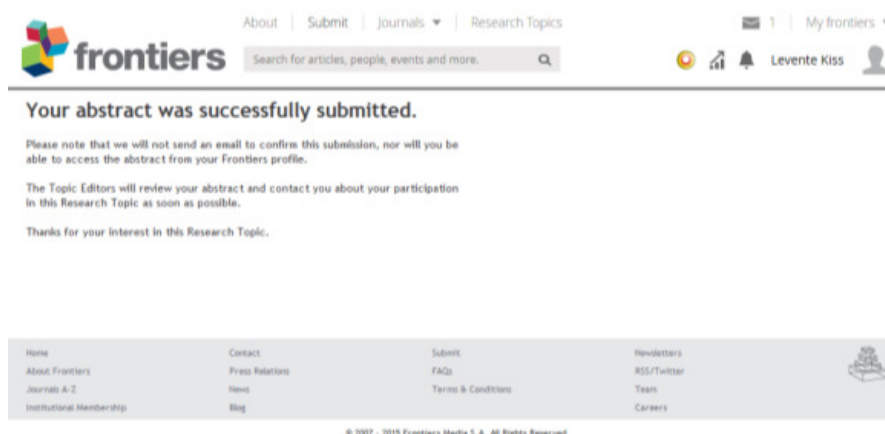 About Submit Journals Research Topics 1 My frontiers
frontiers
Search for articles, people, events and more.
Levente Kiss
Your abstract was successfully submitted.
Please note that we will not send an email to confirm this submission, nor will you be
able to access the abstract from your Frontiers profile.
The Topic Editors will review your abstract and contact you about your participation
in this Research Topic as soon as possible.
Thanks for your interest in this Research Topic.
Home Contact Submit Newsletters
About Frontiers Press Relations FAQs RSS/Twitter
Journals A-Z News Terms & Conditions Team
Institutional Membership Blog Careers
© 2007 - 2015 Frontiers Media S.A. All Rights Reserved